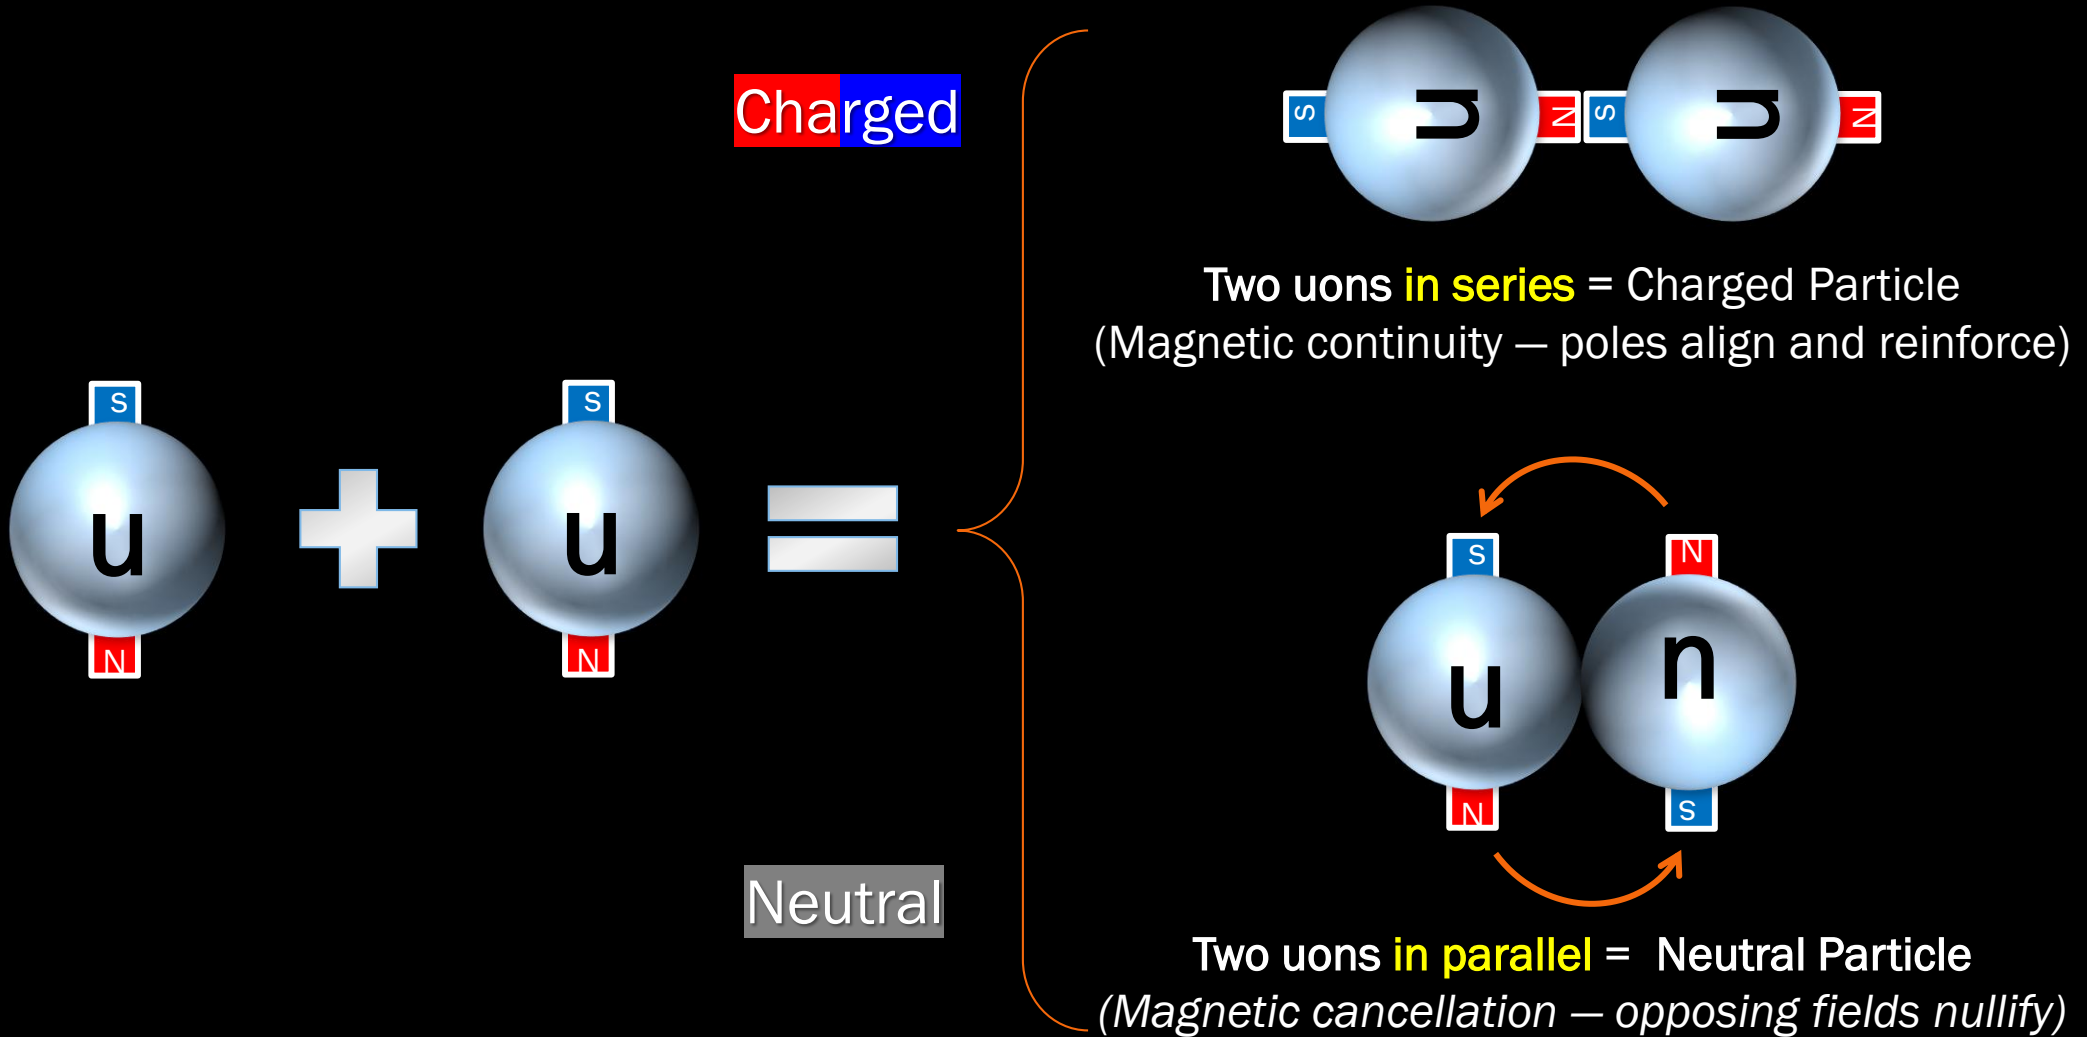 Charged
S u N S u N
Two uons in series = Charged Particle
(Magnetic continuity — poles align and reinforce)
S S
u u
N N
S N
u n
N S
Neutral
Two uons in parallel = Neutral Particle
(Magnetic cancellation — opposing fields nullify)